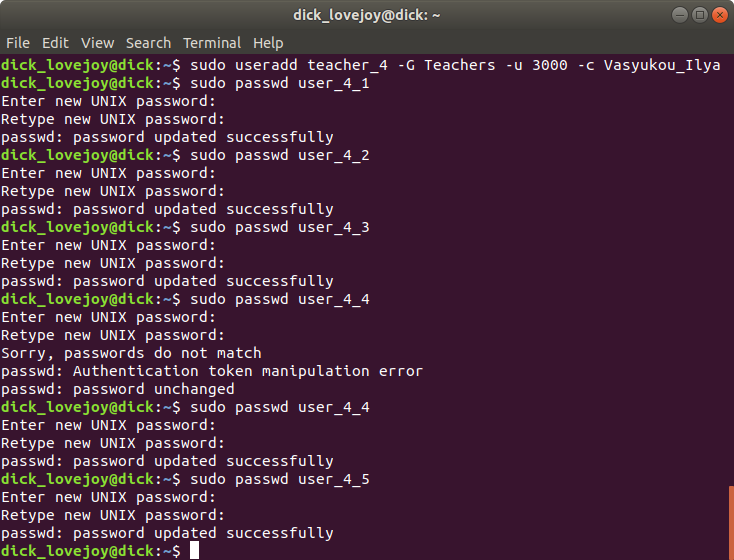 dick_lovejoy@dick: ~
File Edit View Search Terminal Help
dick_lovejoy@dick:~$ sudo useradd teacher_4 -G Teachers -u 3000 -c Vasyukou_Ilya
dick_lovejoy@dick:~$ sudo passwd user_4_1
Enter new UNIX password:
Retype new UNIX password:
passwd: password updated successfully
dick_lovejoy@dick:~$ sudo passwd user_4_2
Enter new UNIX password:
Retype new UNIX password:
passwd: password updated successfully
dick_lovejoy@dick:~$ sudo passwd user_4_3
Enter new UNIX password:
Retype new UNIX password:
passwd: password updated successfully
dick_lovejoy@dick:~$ sudo passwd user_4_4
Enter new UNIX password:
Retype new UNIX password:
Sorry, passwords do not match
passwd: Authentication token manipulation error
passwd: password unchanged
dick_lovejoy@dick:~$ sudo passwd user_4_4
Enter new UNIX password:
Retype new UNIX password:
passwd: password updated successfully
dick_lovejoy@dick:~$ sudo passwd user_4_5
Enter new UNIX password:
Retype new UNIX password:
passwd: password updated successfully
dick_lovejoy@dick:~$